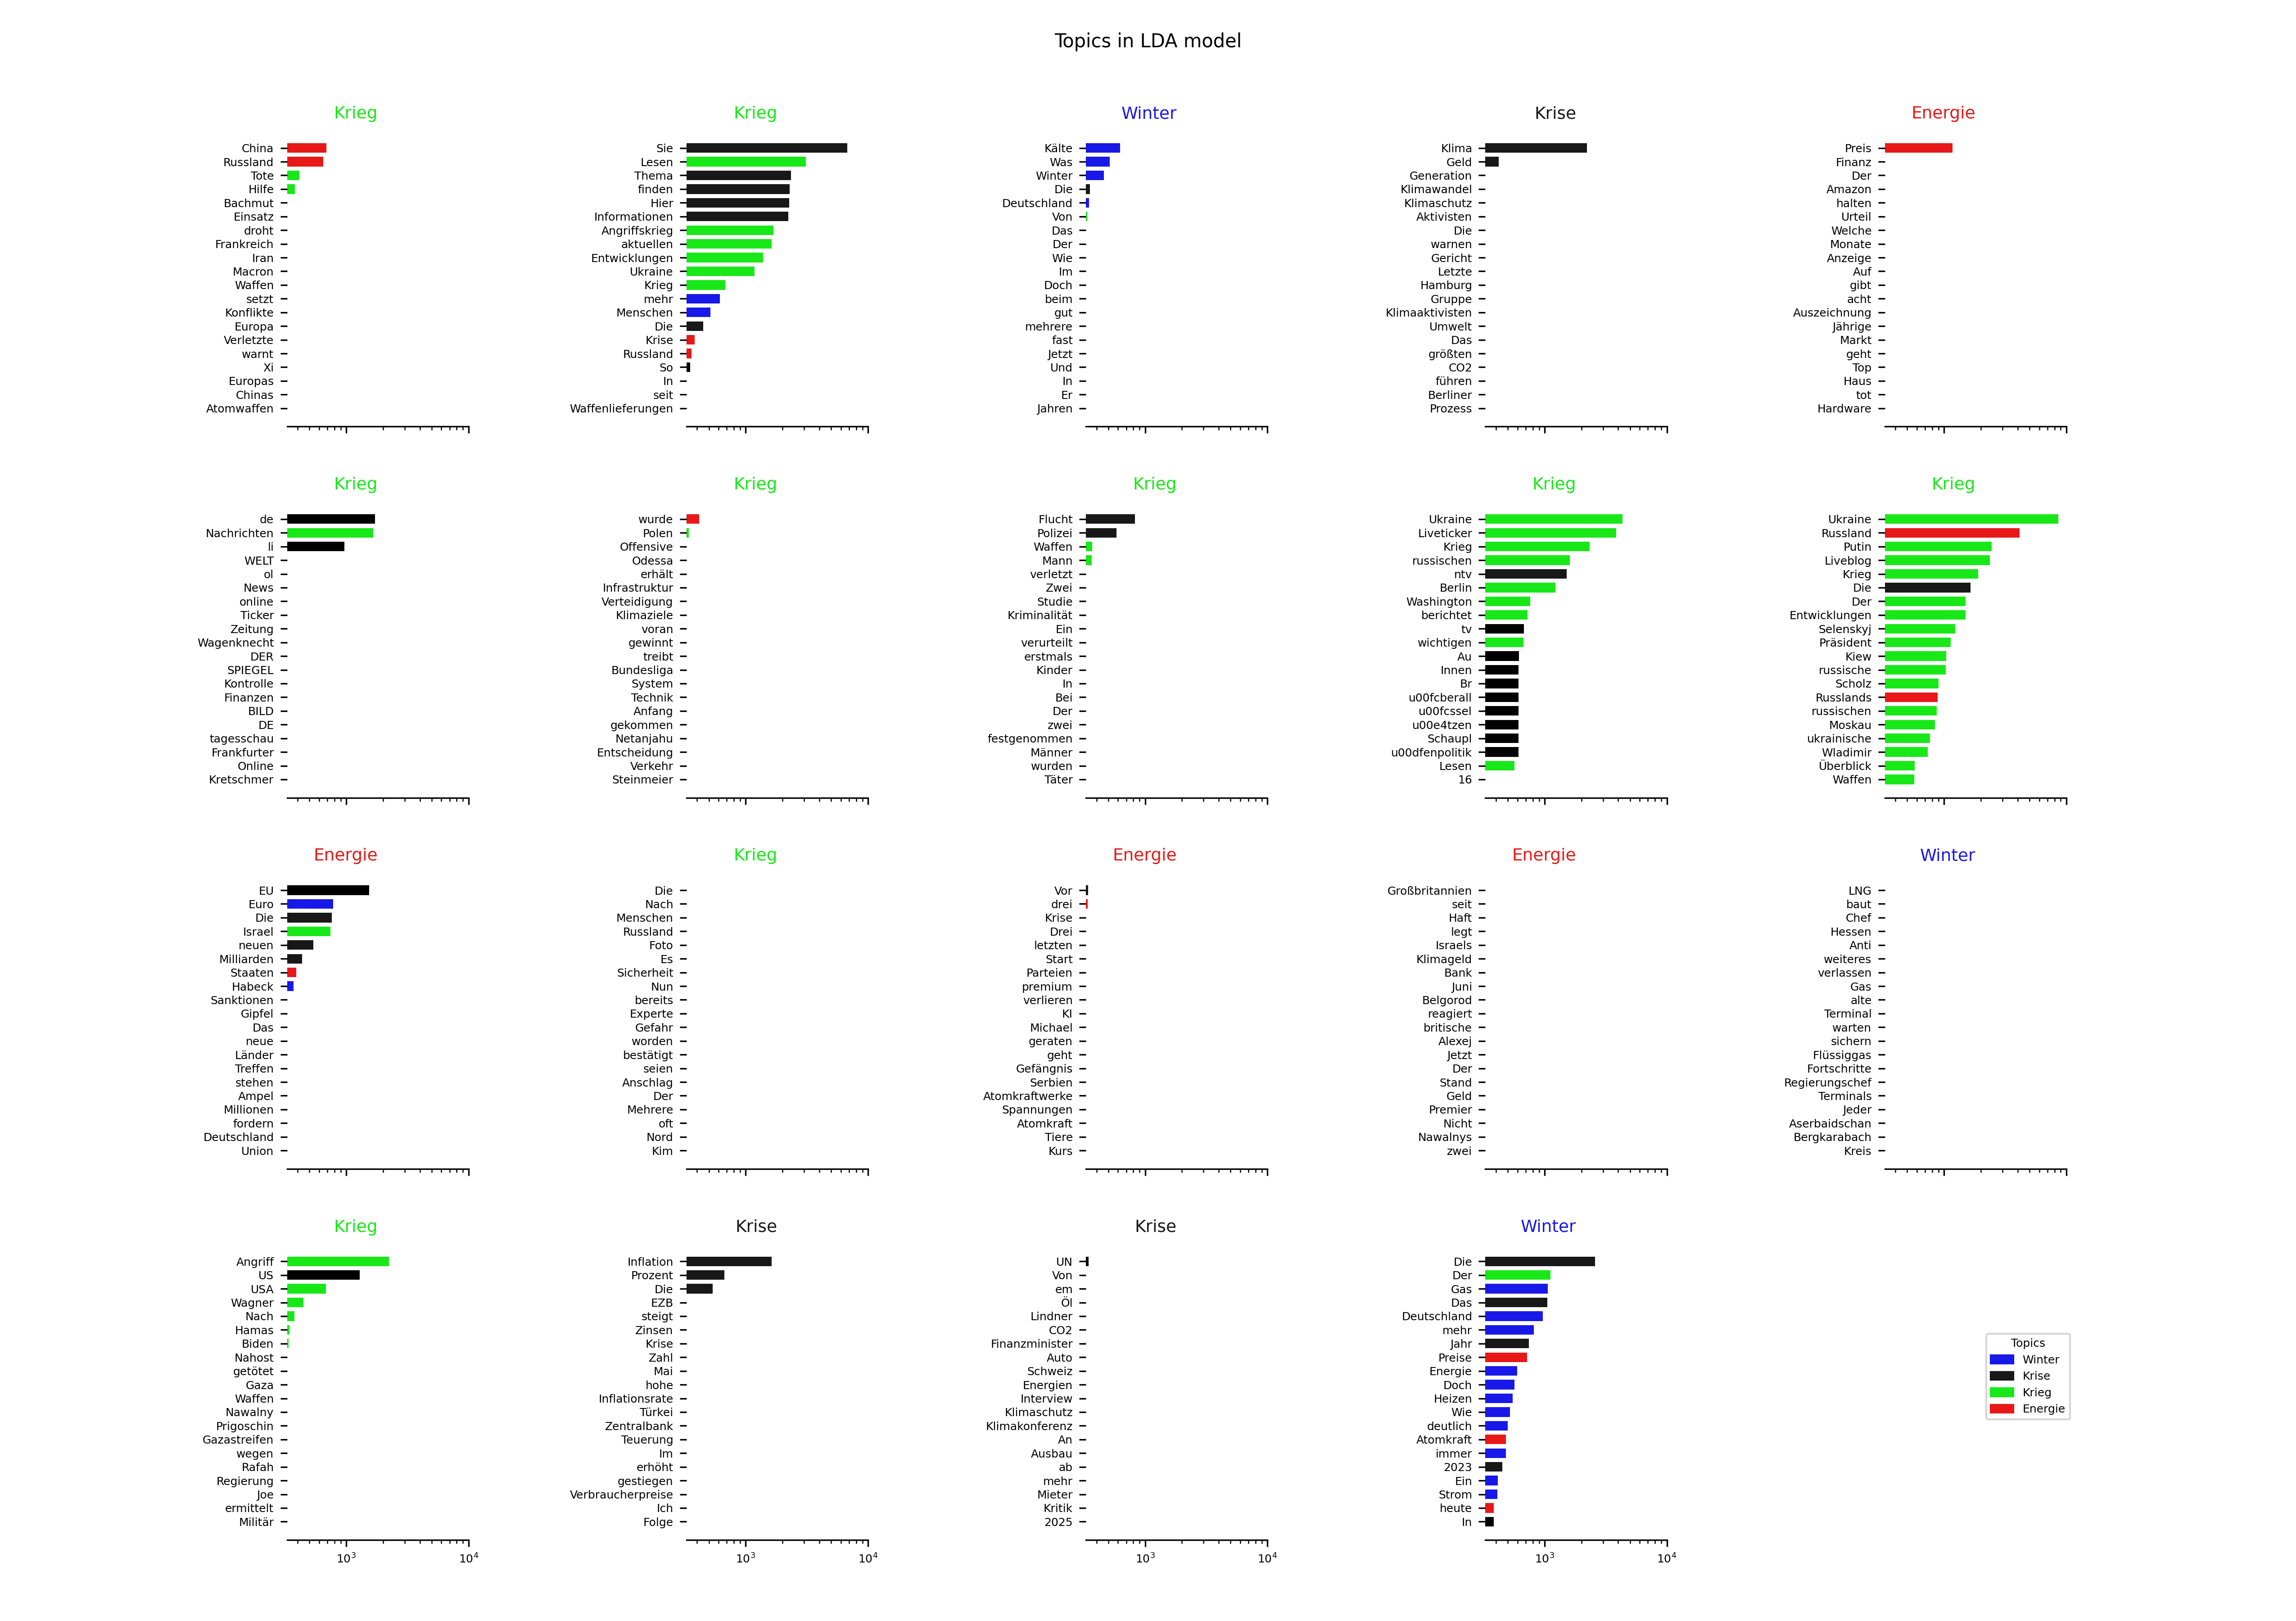 Topics in LDA model
Krieg
China
Russland
Tote
Hilfe
Bachmut
Einsatz
droht
Frankreich
Iran
Macron
Waffen
setzt
Konflikte
Europa
Verletzte
warnt
Xi
Europas
Chinas
Atomwaffen
Krieg
Sie
Lesen
Thema
finden
Hier
Informationen
Angriffskrieg
aktuellen
Entwicklungen
Ukraine
Krieg
mehr
Menschen
Die
Krise
Russland
So
In
seit
Waffenlieferungen
Winter
Kälte
Was
Winter
Die
Deutschland
Von
Das
Der
Wie
Im
Doch
beim
gut
mehrere
fast
Jetzt
Und
In
Er
Jahren
Krise
Klima
Geld
Generation
Klimawandel
Klimaschutz
Aktivisten
Die
warnen
Gericht
Letzte
Hamburg
Gruppe
Klimaaktivisten
Umwelt
Das
größten
CO2
führen
Berliner
Prozess
Energie
Preis
Finanz
Der
Amazon
halten
Urteil
Welche
Monate
Anzeige
Auf
gibt
acht
Auszeichnung
Jährige
Markt
geht
Top
Haus
tot
Hardware
Krieg
de
Nachrichten
li
WELT
ol
News
online
Ticker
Zeitung
Wagenknecht
DER
SPIEGEL
Kontrolle
Finanzen
BILD
DE
tagesschau
Frankfurter
Online
Kretschmer
Krieg
wurde
Polen
Offensive
Odessa
erhält
Infrastruktur
Verteidigung
Klimaziele
voran
gewinnt
treibt
Bundesliga
System
Technik
Anfang
gekommen
Netanjahu
Entscheidung
Verkehr
Steinmeier
Krieg
Flucht
Polizei
Waffen
Mann
verletzt
Zwei
Studie
Kriminalität
Ein
verurteilt
erstmals
Kinder
In
Bei
Der
zwei
festgenommen
Männer
wurden
Täter
Krieg
Ukraine
Liveticker
Krieg
russischen
ntv
Berlin
Washington
berichtet
tv
wichtigen
Au
Innen
Br
u00fcberall
u00fcssel
u00e4tzen
Schaupl
u00dfenpolitik
Lesen
16
Krieg
Ukraine
Russland
Putin
Liveblog
Krieg
Die
Der
Entwicklungen
Selenskyj
Präsident
Kiew
russische
Scholz
Russlands
russischen
Moskau
ukrainische
Wladimir
Überblick
Waffen
Energie
EU
Euro
Die
Israel
neuen
Milliarden
Staaten
Habeck
Sanktionen
Gipfel
Das
neue
Länder
Treffen
stehen
Ampel
Millionen
fordern
Deutschland
Union
Krieg
Die
Nach
Menschen
Russland
Foto
Es
Sicherheit
Nun
bereits
Experte
Gefahr
worden
bestätigt
seien
Anschlag
Der
Mehrere
oft
Nord
Kim
Energie
Vor
drei
Krise
Drei
letzten
Start
Parteien
premium
verlieren
KI
Michael
geraten
geht
Gefängnis
Serbien
Atomkraftwerke
Spannungen
Atomkraft
Tiere
Kurs
Energie
Großbritannien
seit
Haft
legt
Israels
Klimageld
Bank
Juni
Belgorod
reagiert
britische
Alexej
Jetzt
Der
Stand
Geld
Premier
Nicht
Nawalnys
zwei
Winter
LNG
baut
Chef
Hessen
Anti
weiteres
verlassen
Gas
alte
Terminal
warten
sichern
Flüssiggas
Fortschritte
Regierungschef
Terminals
Jeder
Aserbaidschan
Bergkarabach
Kreis
Krieg
Angriff
US
USA
Wagner
Nach
Hamas
Biden
Nahost
getötet
Gaza
Waffen
Nawalny
Prigoschin
Gazastreifen
wegen
Rafah
Regierung
Joe
ermittelt
Militär
10³ 10⁴
Krise
Inflation
Prozent
Die
EZB
steigt
Zinsen
Krise
Zahl
Mai
hohe
Inflationsrate
Türkei
Zentralbank
Teuerung
Im
erhöht
gestiegen
Verbraucherpreise
Ich
Folge
10³ 10⁴
Krise
UN
Von
em
Öl
Lindner
CO2
Finanzminister
Auto
Schweiz
Energien
Interview
Klimaschutz
Klimakonferenz
An
Ausbau
ab
mehr
Mieter
Kritik
2025
10³ 10⁴
Winter
Die
Der
Gas
Das
Deutschland
mehr
Jahr
Preise
Energie
Doch
Heizen
Wie
deutlich
Atomkraft
immer
2023
Ein
Strom
heute
In
10³ 10⁴
Topics
Winter
Krise
Krieg
Energie